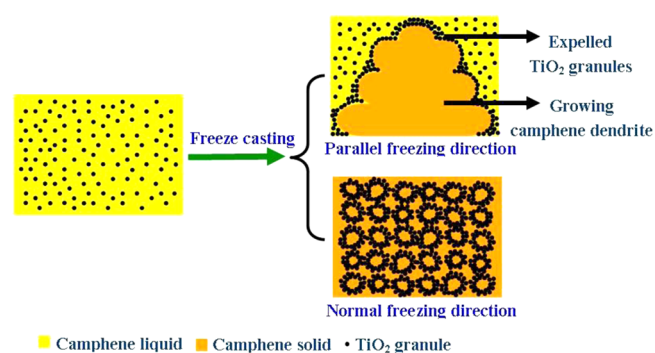 Expelled
TiO₂ granules
Freeze casting
Growing
camphene dendrite
Parallel freezing direction
Normal freezing direction
Camphene liquid
Camphene solid
TiO₂ granule